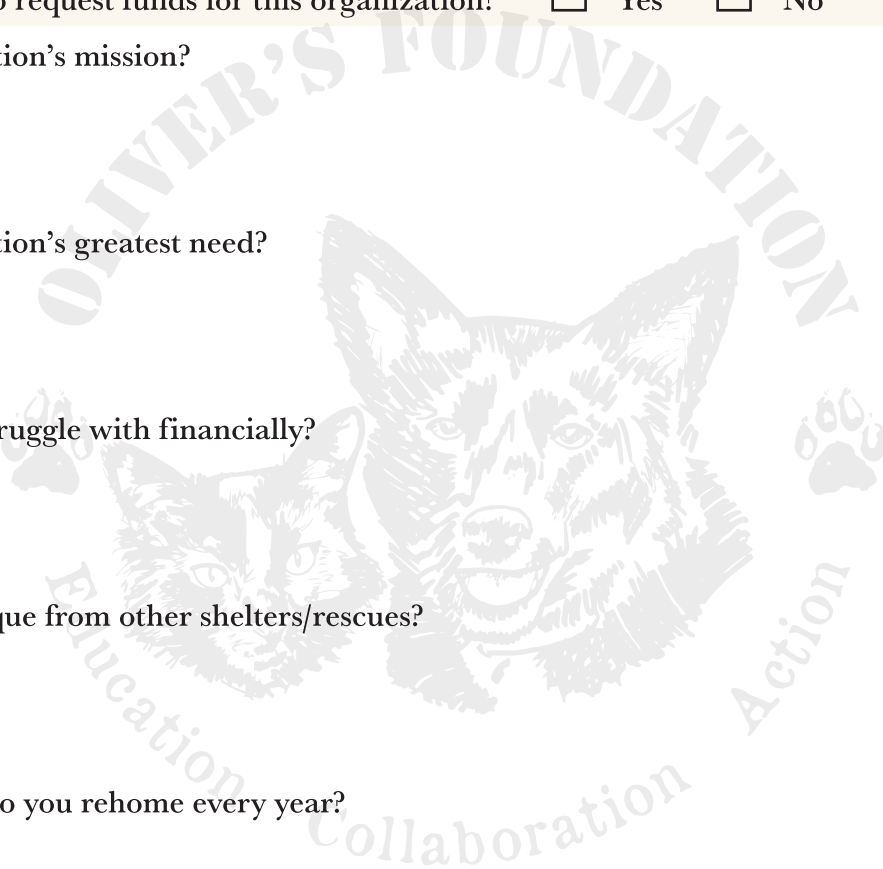 request funds for this organization? Yes No
tion’s mission?
tion’s greatest need?
ruggle with financially?
que from other shelters/rescues?
o you rehome every year?
OLIVER’S FOUNDATION
Education
Collaboration
Action